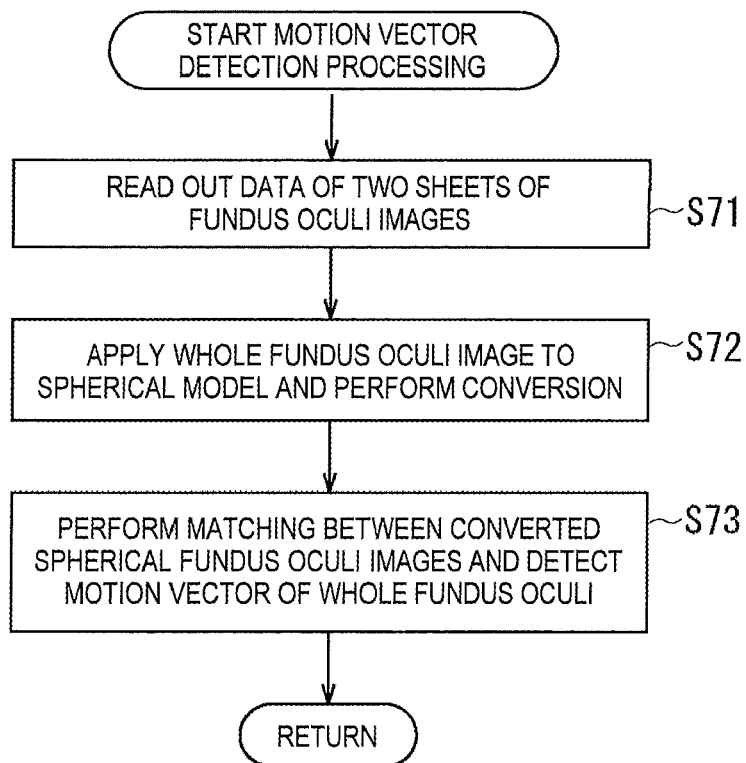 START MOTION VECTOR
DETECTION PROCESSING
READ OUT DATA OF TWO SHEETS OF
FUNDUS OCULI IMAGES
S71
APPLY WHOLE FUNDUS OCULI IMAGE TO
SPHERICAL MODEL AND PERFORM CONVERSION
S72
PERFORM MATCHING BETWEEN CONVERTED
SPHERICAL FUNDUS OCULI IMAGES AND DETECT
MOTION VECTOR OF WHOLE FUNDUS OCULI
S73
RETURN